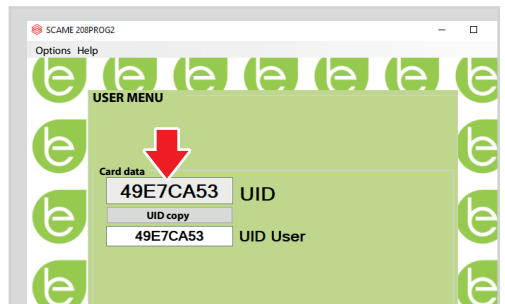 SCAME 208PROG2
Options Help
USER MENU
Card data
49E7CA53 UID
UID copy
49E7CA53 UID User